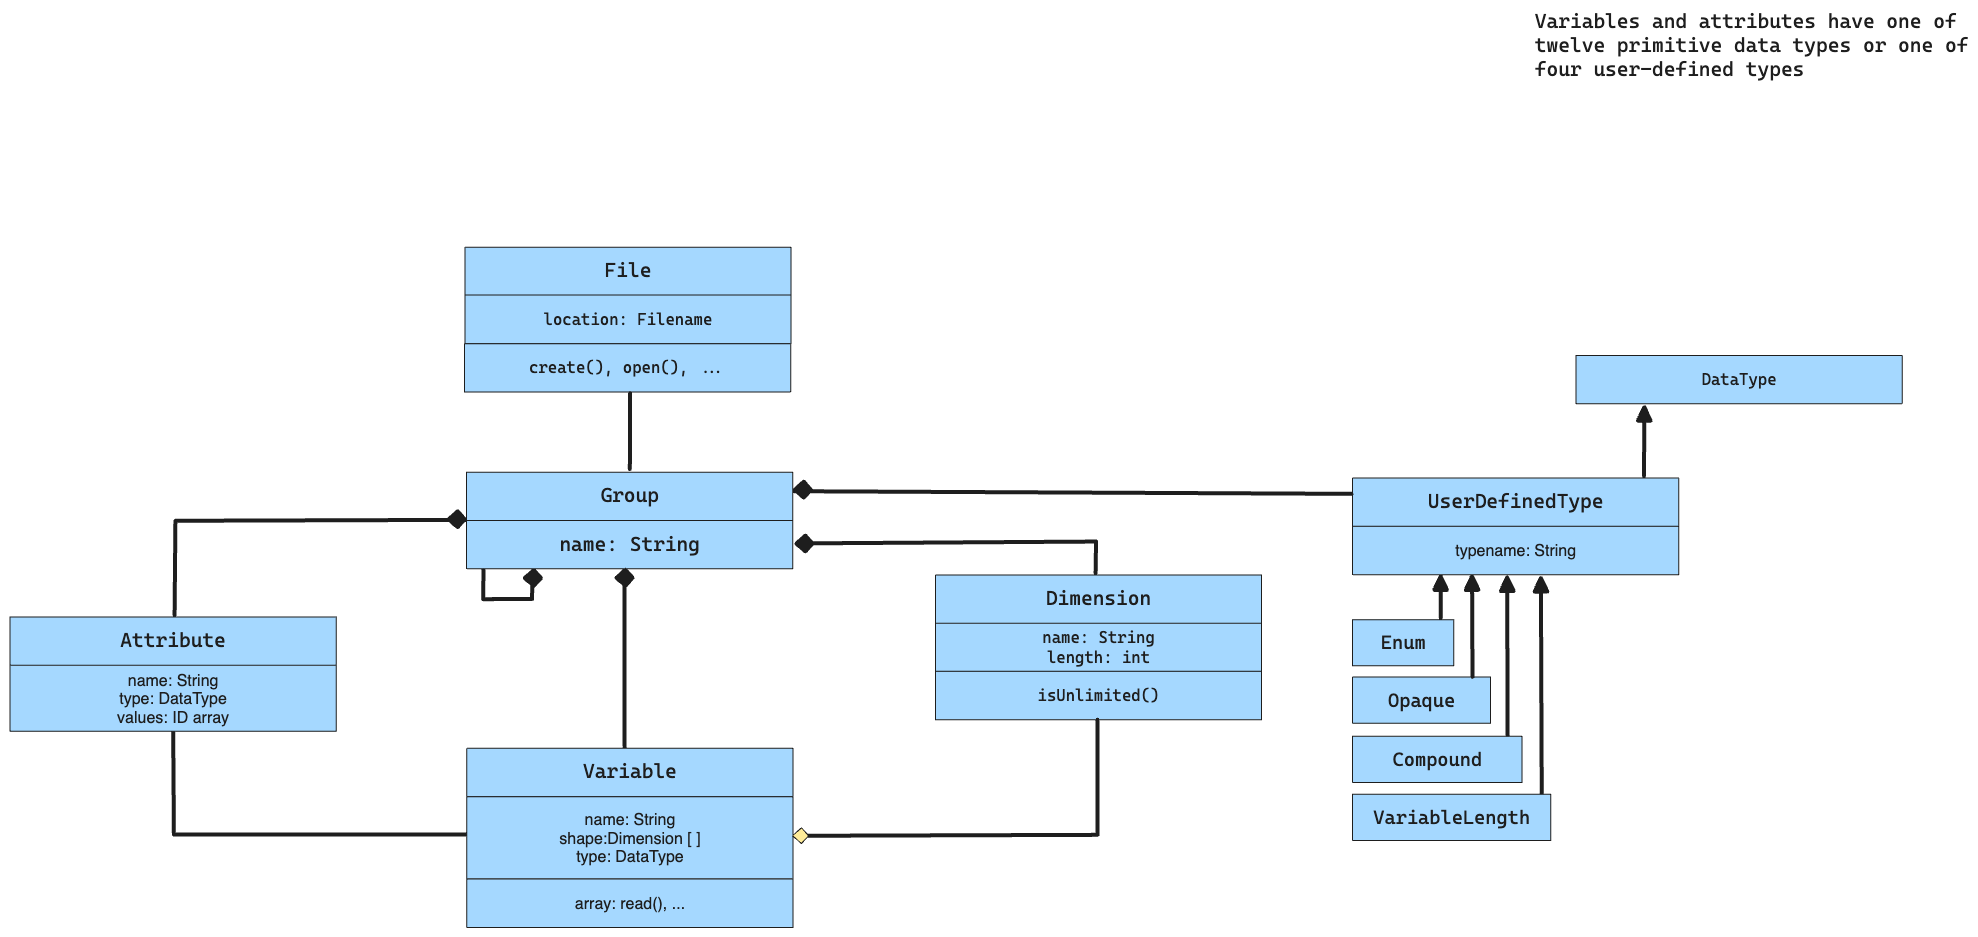 Variables and attributes have one of
twelve primitive data types or one of
four user-defined types
File
location: Filename
create(), open(), ...
DataType
Group
name: String
UserDefinedType
typename: String
Attribute
name: String
type: DataType
values: ID array
Dimension
name: String
length: int
isUnlimited()
Enum
Opaque
Compound
VariableLength
Variable
name: String
shape:Dimension [ ]
type: DataType
array: read(), ...